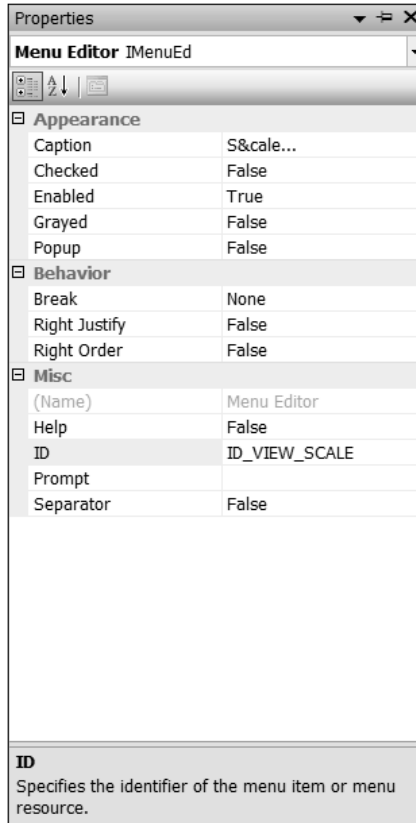 Properties
Menu Editor IMenuEd
Appearance
Caption S&cale...
Checked False
Enabled True
Grayed False
Popup False
Behavior
Break None
Right Justify False
Right Order False
Misc
(Name) Menu Editor
Help False
ID ID_VIEW_SCALE
Prompt
Separator False
ID
Specifies the identifier of the menu item or menu
resource.